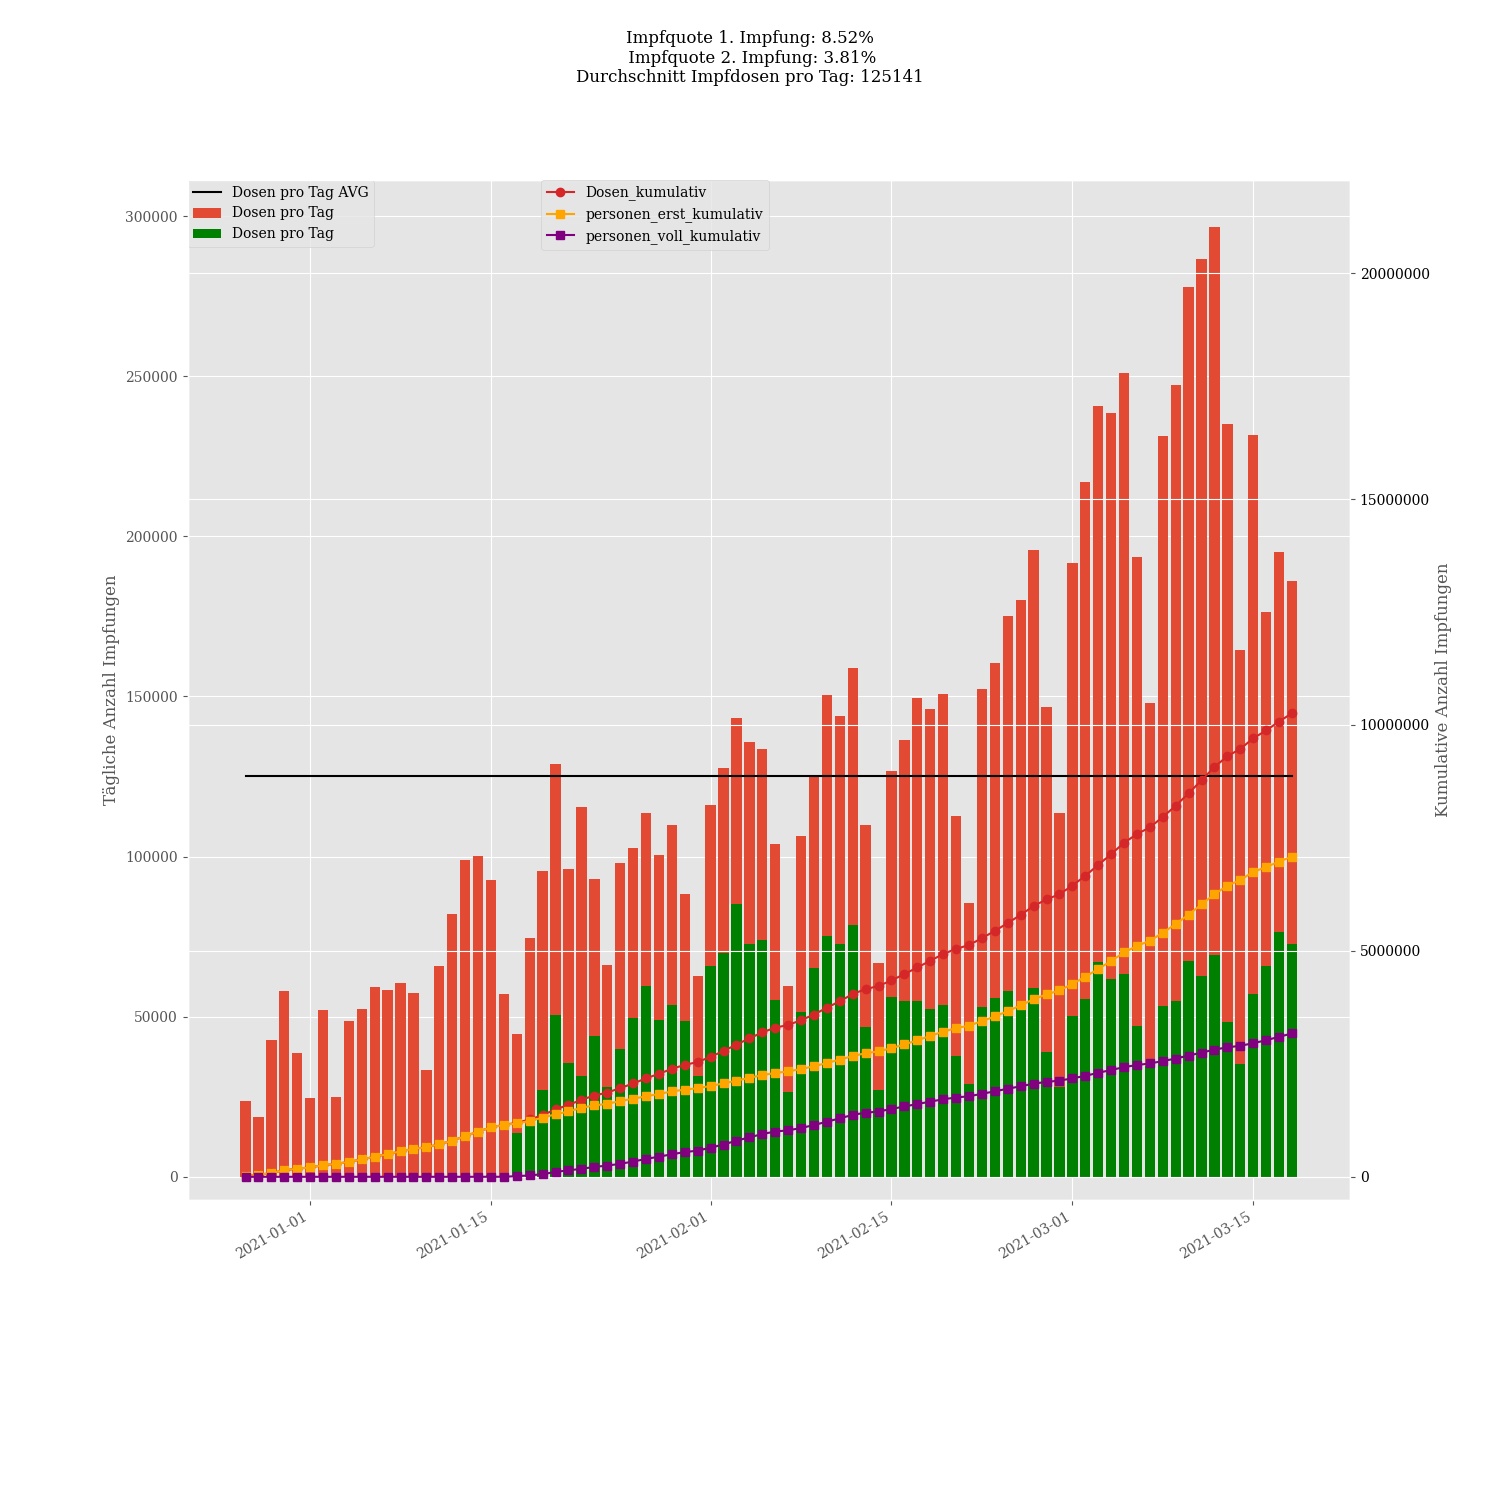 Impfquote 1. Impfung: 8.52%
Impfquote 2. Impfung: 3.81%
Durchschnitt Impfdosen pro Tag: 125141
Dosen pro Tag AVG
Dosen pro Tag
Dosen pro Tag
Dosen_kumulativ
personen_erst_kumulativ
personen_voll_kumulativ
Tägliche Anzahl Impfungen
300000
250000
200000
150000
100000
50000
0
Kumulative Anzahl Impfungen
20000000
15000000
10000000
5000000
0
2021-01-01
2021-01-15
2021-02-01
2021-02-15
2021-03-01
2021-03-15